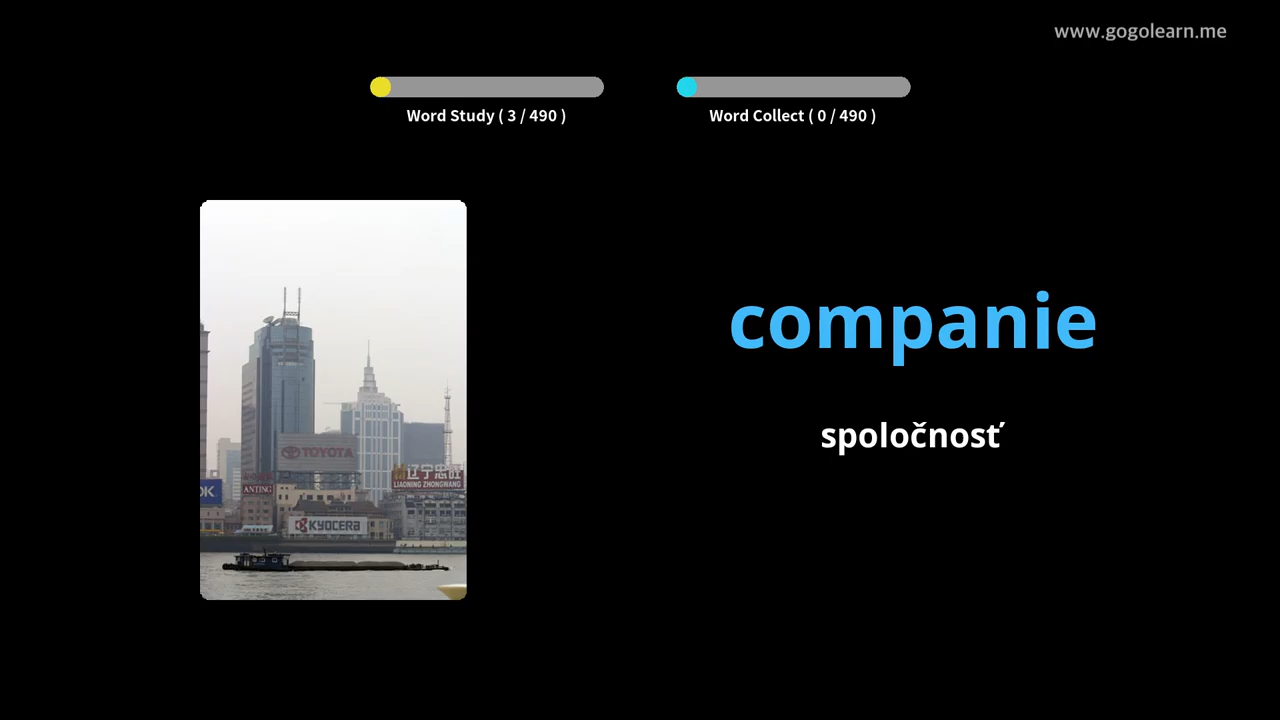 www.gogolearn.me
Word Study ( 3 / 490 )
Word Collect ( 0 / 490 )
companie
spoločnosť
TOYOTA
OK
ANTING
辽宁忠旺
LIAONING ZHONGWANG
KYOCERA